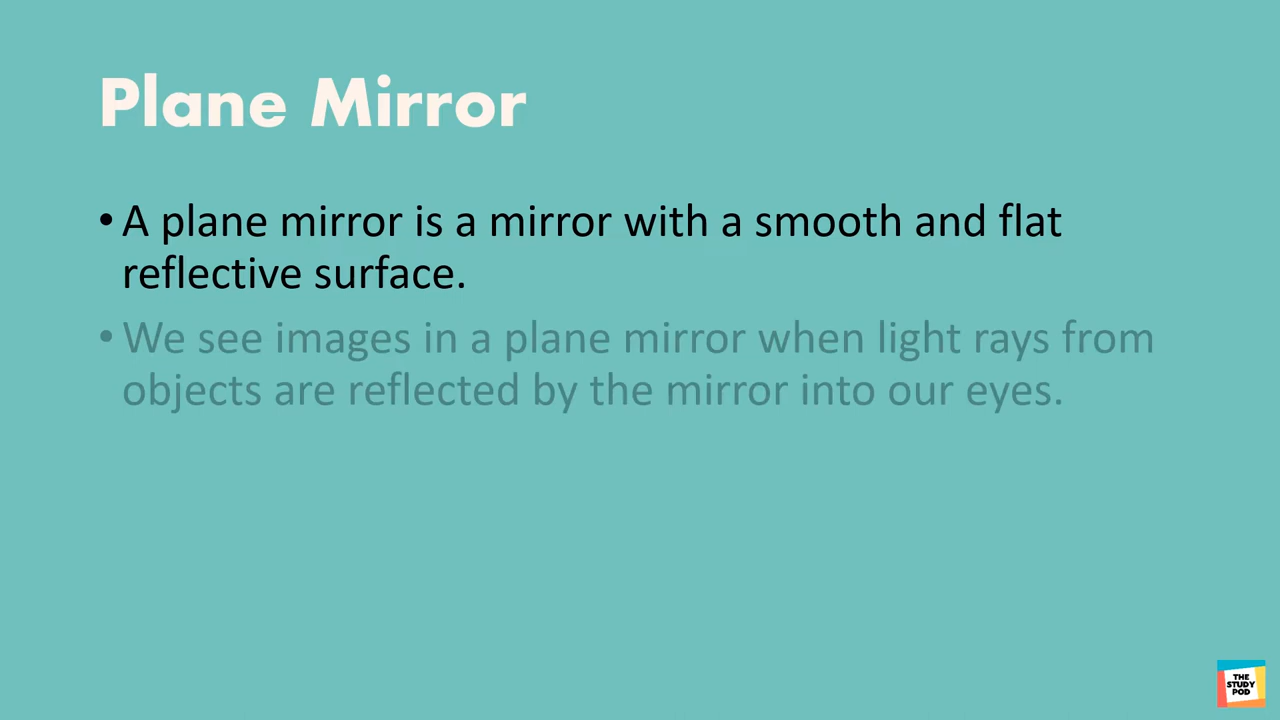 Plane Mirror
• A plane mirror is a mirror with a smooth and flat
reflective surface.
• We see images in a plane mirror when light rays from
objects are reflected by the mirror into our eyes.
THE
STUDY
POD